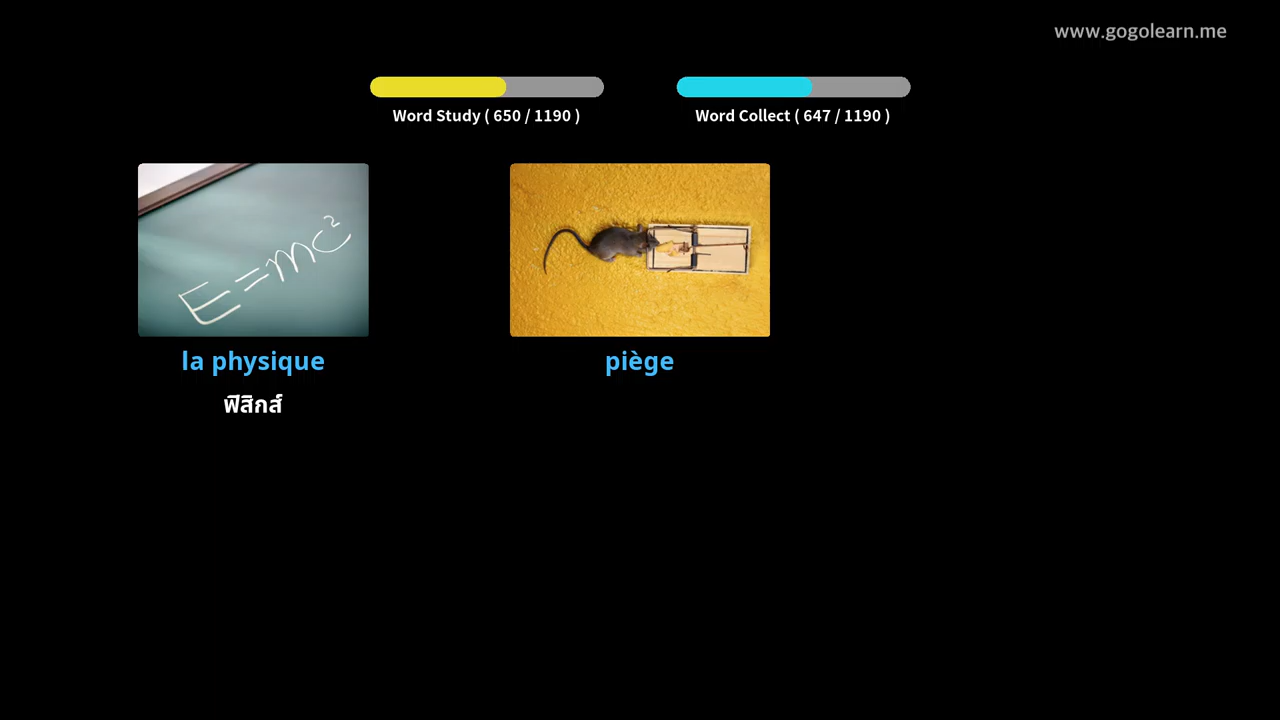 www.gogolearn.me
Word Study ( 650 / 1190 )
Word Collect ( 647 / 1190 )
E=mc²
la physique
piège
ฟิสิกส์